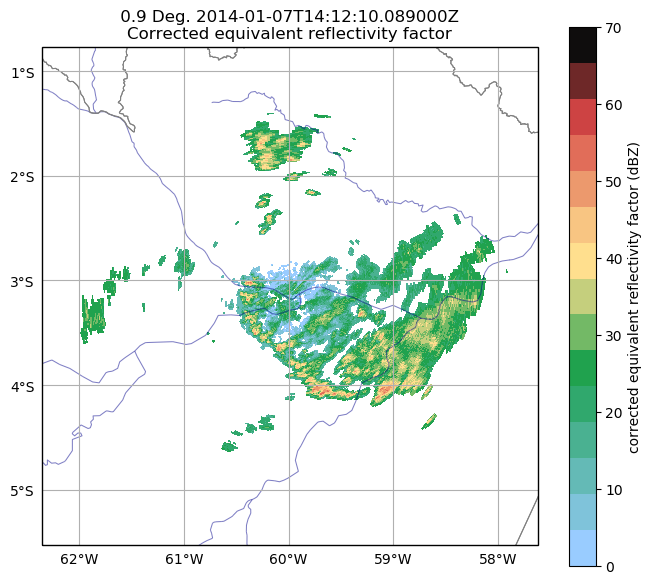 0.9 Deg. 2014-01-07T14:12:10.089000Z
Corrected equivalent reflectivity factor
1°S
2°S
3°S
4°S
5°S
62°W
61°W
60°W
59°W
58°W
70
60
50
40
30
20
10
0
corrected equivalent reflectivity factor (dBZ)